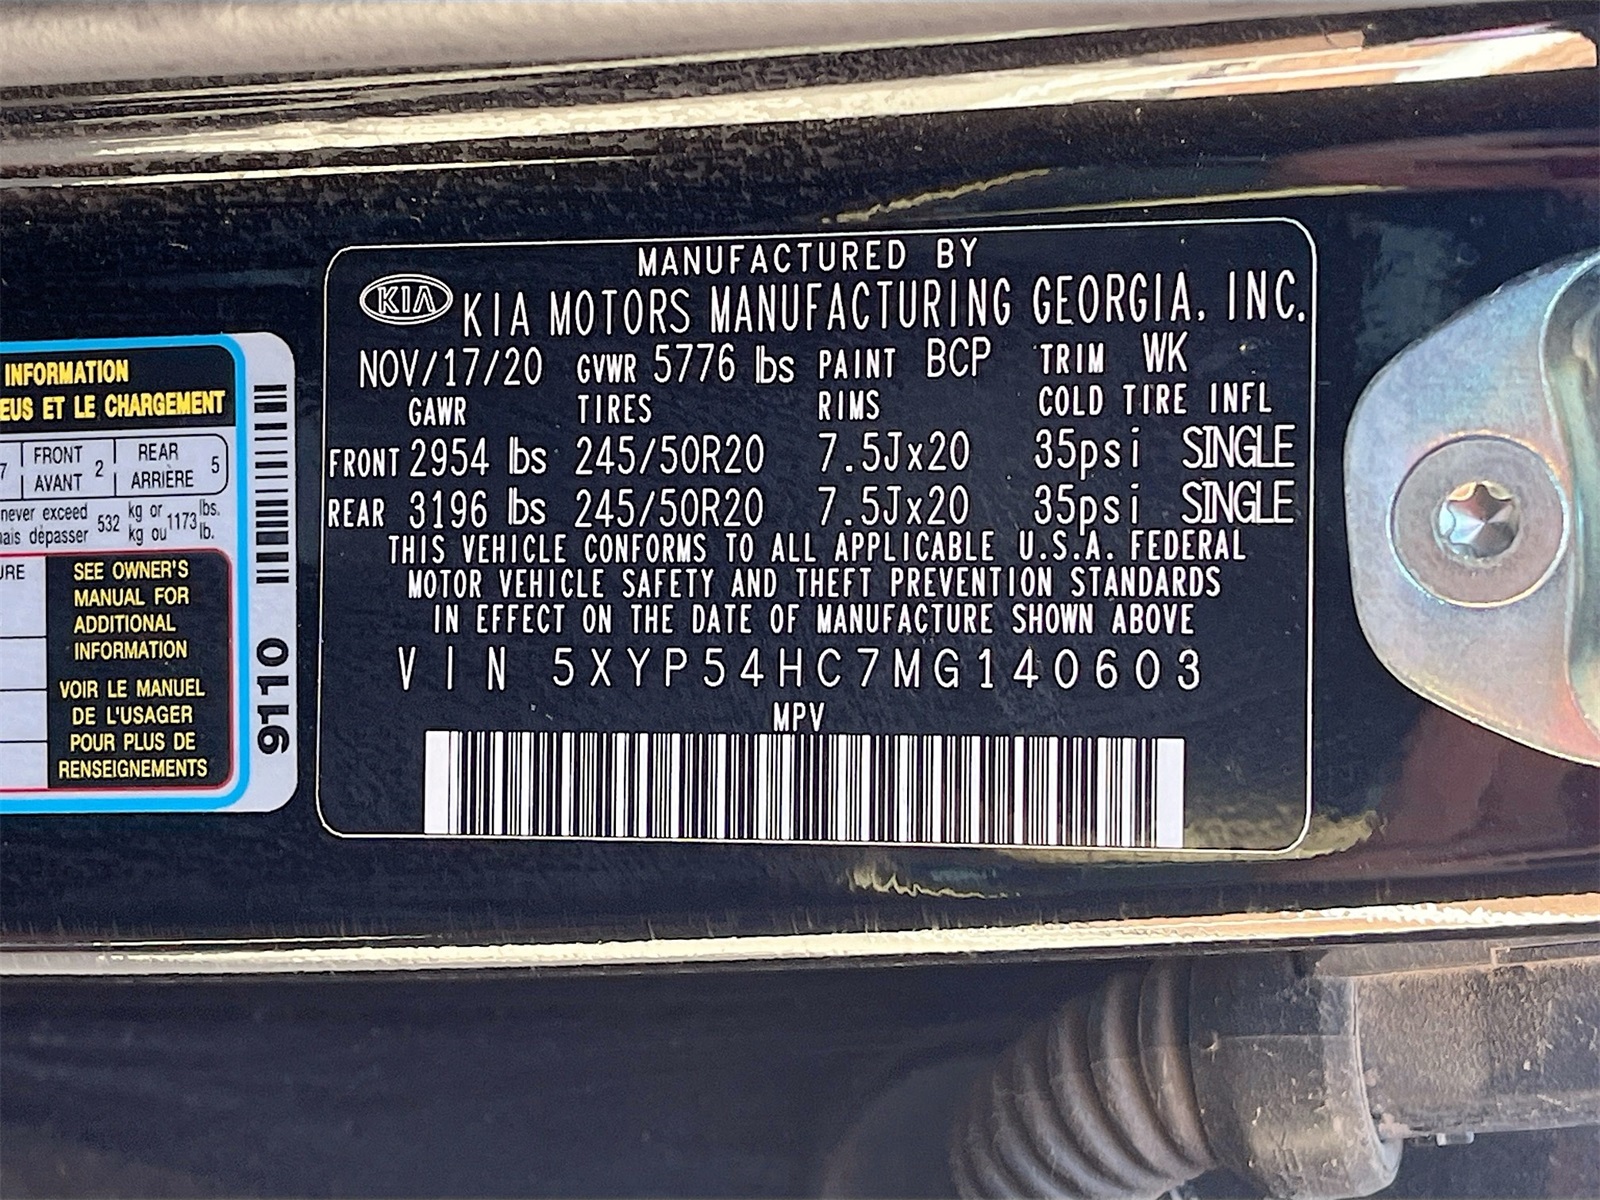 INFORMATION
EUS ET LE CHARGEMENT
7 FRONT AVANT 2 REAR ARRIÈRE 5
never exceed 532 kg or 1173 lbs.
mais dépasser kg ou lb.
URE
SEE OWNER'S
MANUAL FOR
ADDITIONAL
INFORMATION
VOIR LE MANUEL
DE L'USAGER
POUR PLUS DE
RENSEIGNEMENTS
9110
MANUFACTURED BY
KIA KIA MOTORS MANUFACTURING GEORGIA, INC.
NOV/17/20 GVWR 5776 lbs PAINT BCP TRIM WK
GAWR TIRES RIMS COLD TIRE INFL
FRONT 2954 lbs 245/50R20 7.5Jx20 35psi SINGLE
REAR 3196 lbs 245/50R20 7.5Jx20 35psi SINGLE
THIS VEHICLE CONFORMS TO ALL APPLICABLE U.S.A. FEDERAL
MOTOR VEHICLE SAFETY AND THEFT PREVENTION STANDARDS
IN EFFECT ON THE DATE OF MANUFACTURE SHOWN ABOVE
VIN 5XYP54HC7MG140603
MPV